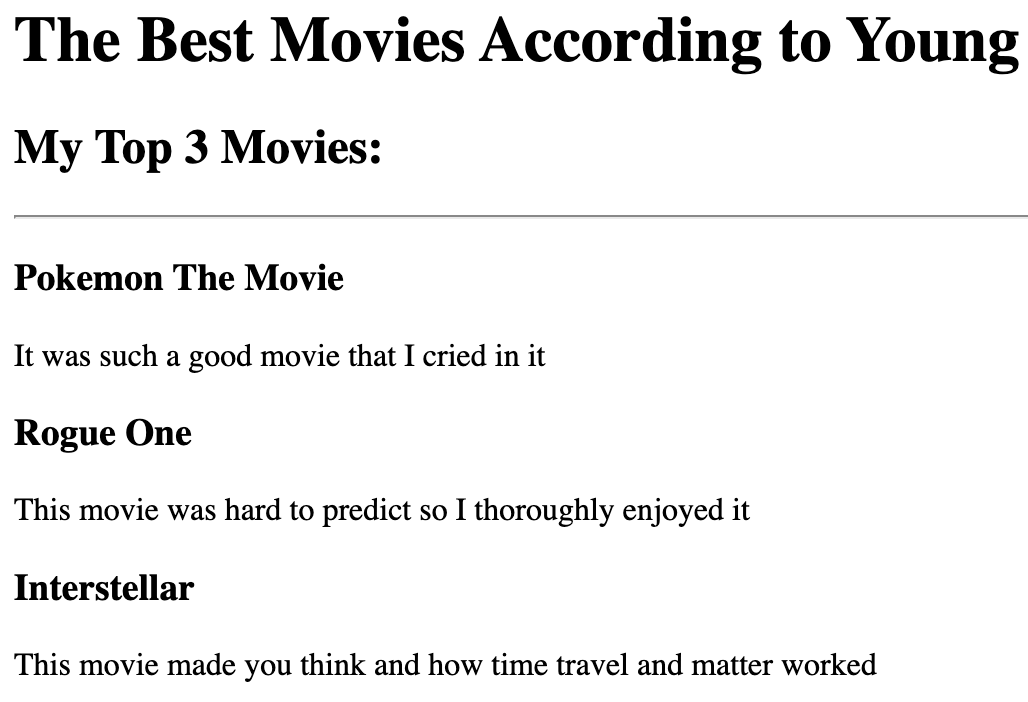 The Best Movies According to Young
My Top 3 Movies:
Pokemon The Movie
It was such a good movie that I cried in it
Rogue One
This movie was hard to predict so I thoroughly enjoyed it
Interstellar
This movie made you think and how time travel and matter worked